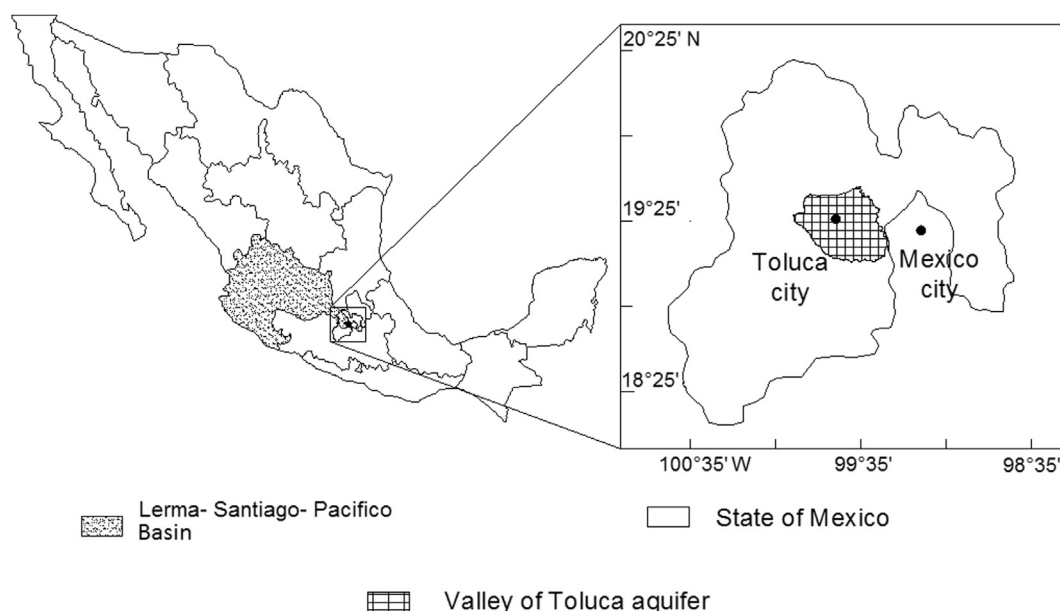 20°25' N
19°25'
Toluca
city
Mexico
city
18°25'
100°35' W
99°35'
98°35'
Lerma- Santiago- Pacifico
Basin
State of Mexico
Valley of Toluca aquifer